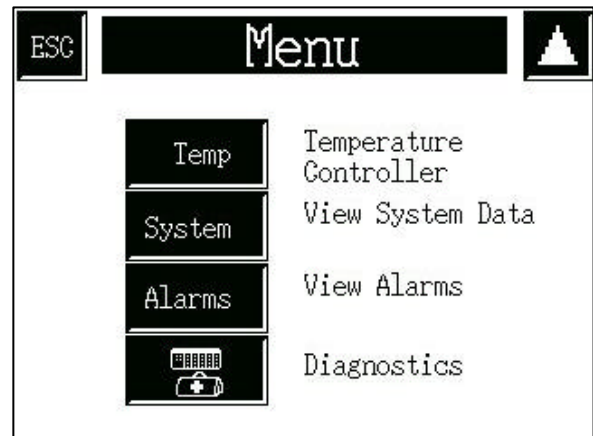 ESC
Menu
Temp
Temperature
Controller
System
View System Data
Alarms
View Alarms
Diagnostics